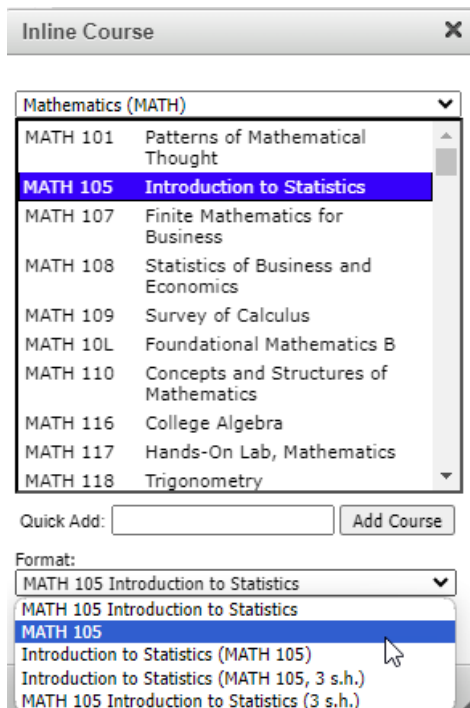 Inline Course
Mathematics (MATH)
MATH 101 Patterns of Mathematical
Thought
MATH 105 Introduction to Statistics
MATH 107 Finite Mathematics for
Business
MATH 108 Statistics of Business and
Economics
MATH 109 Survey of Calculus
MATH 10L Foundational Mathematics B
MATH 110 Concepts and Structures of
Mathematics
MATH 116 College Algebra
MATH 117 Hands-On Lab, Mathematics
MATH 118 Trigonometry
Quick Add: Add Course
Format:
MATH 105 Introduction to Statistics
MATH 105 Introduction to Statistics
MATH 105
Introduction to Statistics (MATH 105)
Introduction to Statistics (MATH 105, 3 s.h.)
MATH 105 Introduction to Statistics (3 s.h.)